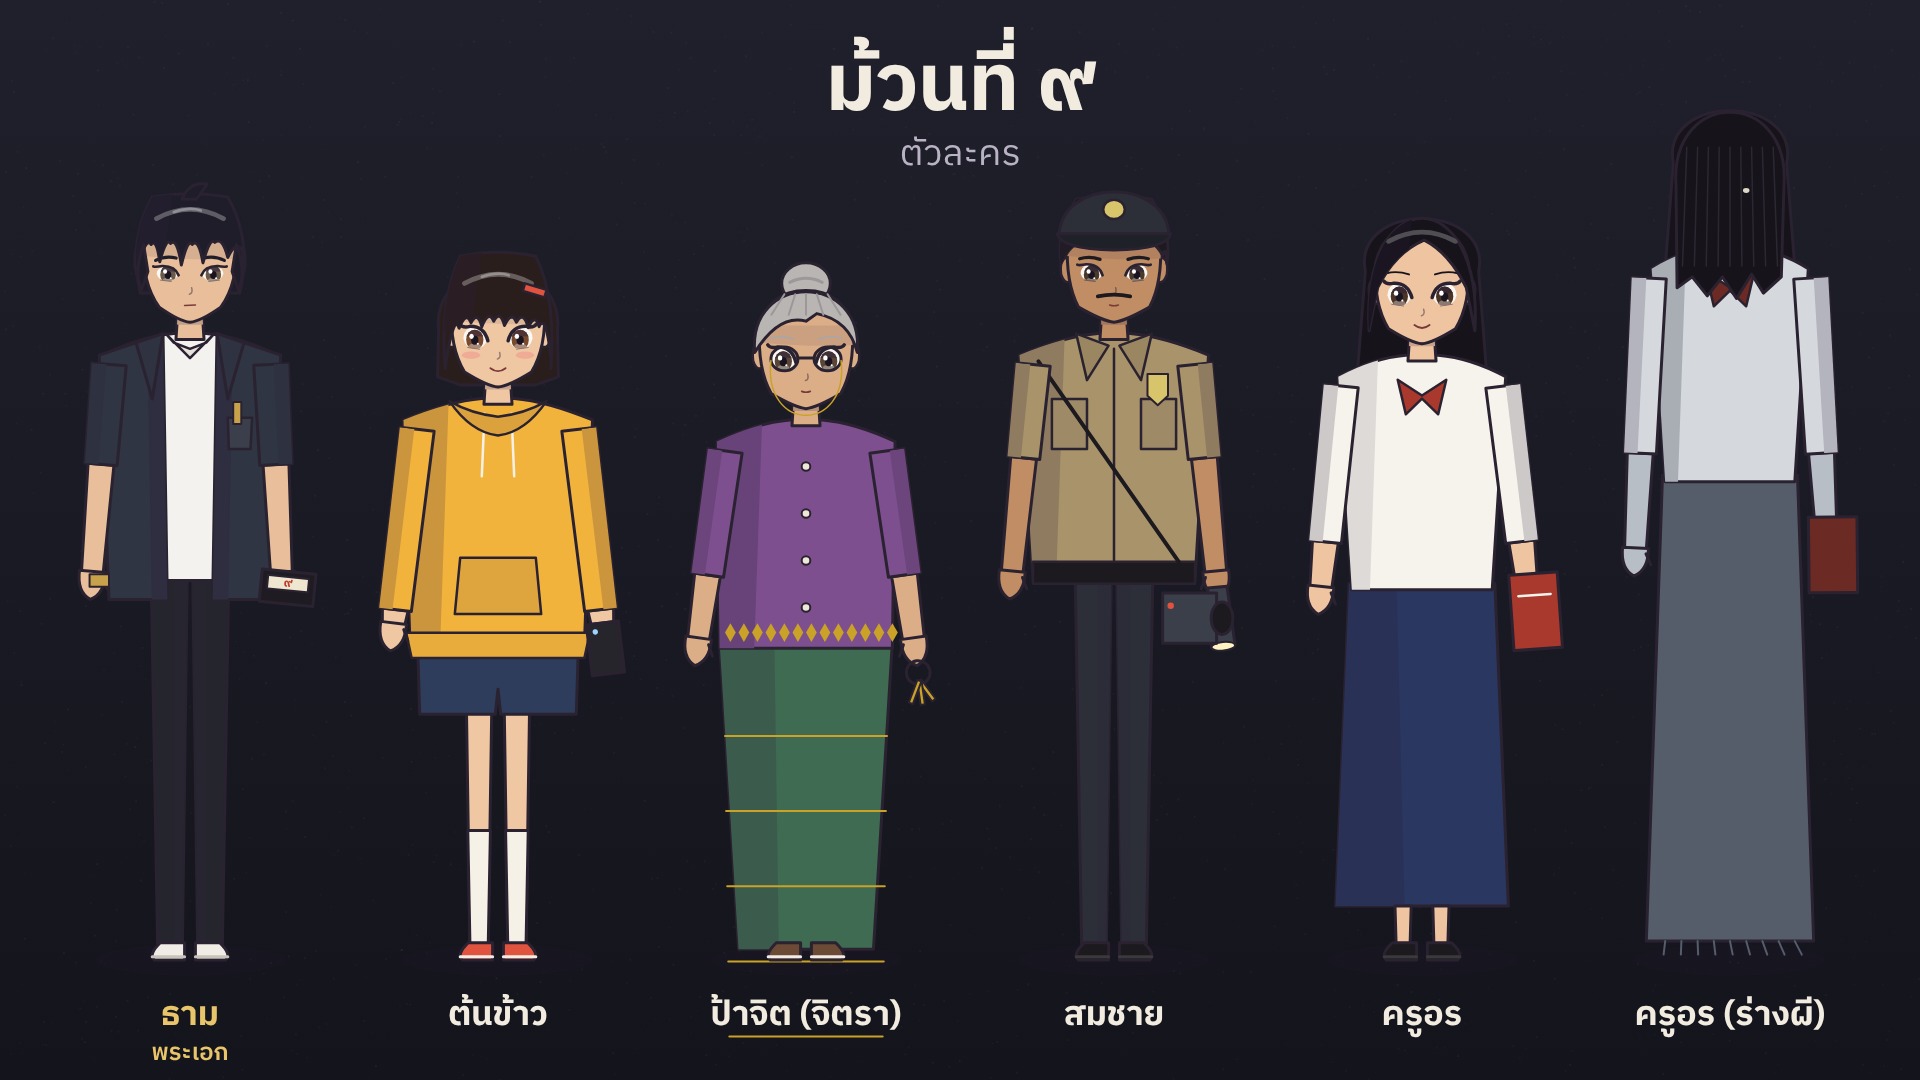 ม้วนที่ ๙
ตัวละคร
๙
ธาม
พระเอก
ต้นข้าว
ป้าจิต (จิตรา)
สมชาย
ครูอร
ครูอร (ร่างผี)